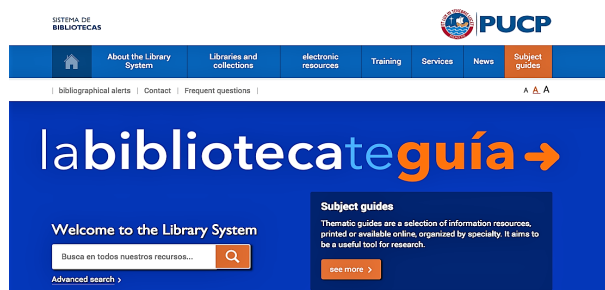 SISTEMA DE
BIBLIOTECAS
PUCP
About the Library
System
Libraries and
collections
electronic
resources
Training
Services
News
Subject
guides
| bibliographical alerts | Contact | Frequent questions |
A A A
labibliotecateguía
Subject guides
Thematic guides are a selection of information resources,
printed or available online, organized by specialty. It aims to
be a useful tool for research.
see more >
Welcome to the Library System
Busca en todos nuestros recursos...
Advanced search >